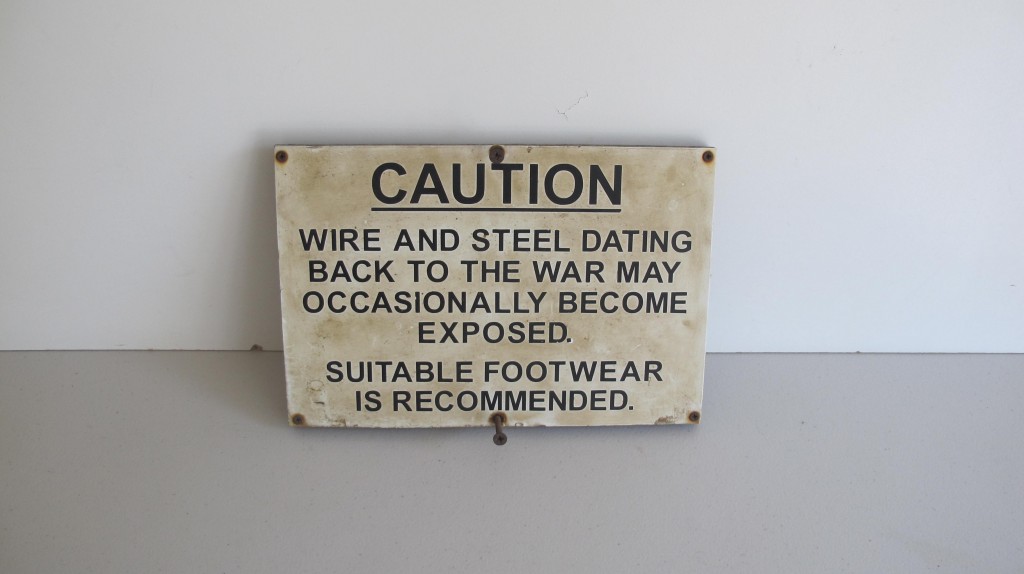 CAUTION
WIRE AND STEEL DATING
BACK TO THE WAR MAY
OCCASIONALLY BECOME
EXPOSED.
SUITABLE FOOTWEAR
IS RECOMMENDED.